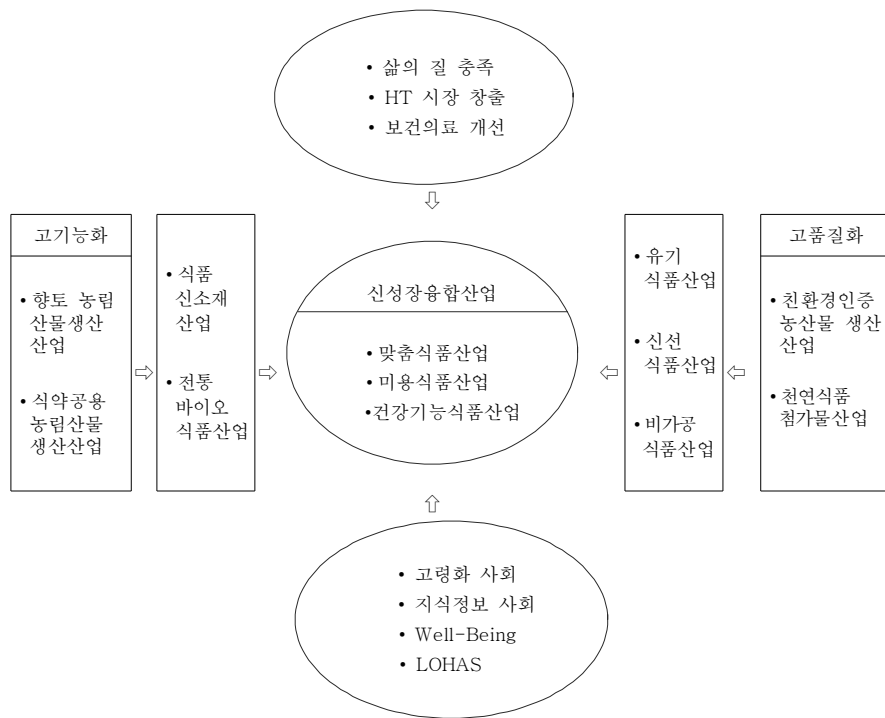 • 삶의 질 충족
• HT 시장 창출
• 보건의료 개선
고기능화
• 향토 농림
산물생산
산업
• 식약공용
농림산물
생산산업
• 식품
신소재
산업
• 전통
바이오
식품산업
신성장융합산업
• 맞춤식품산업
• 미용식품산업
•건강기능식품산업
• 유기
식품산업
• 신선
식품산업
• 비가공
식품산업
고품질화
• 친환경인증
농산물 생산
산업
• 천연식품
첨가물산업
• 고령화 사회
• 지식정보 사회
• Well-Being
• LOHAS